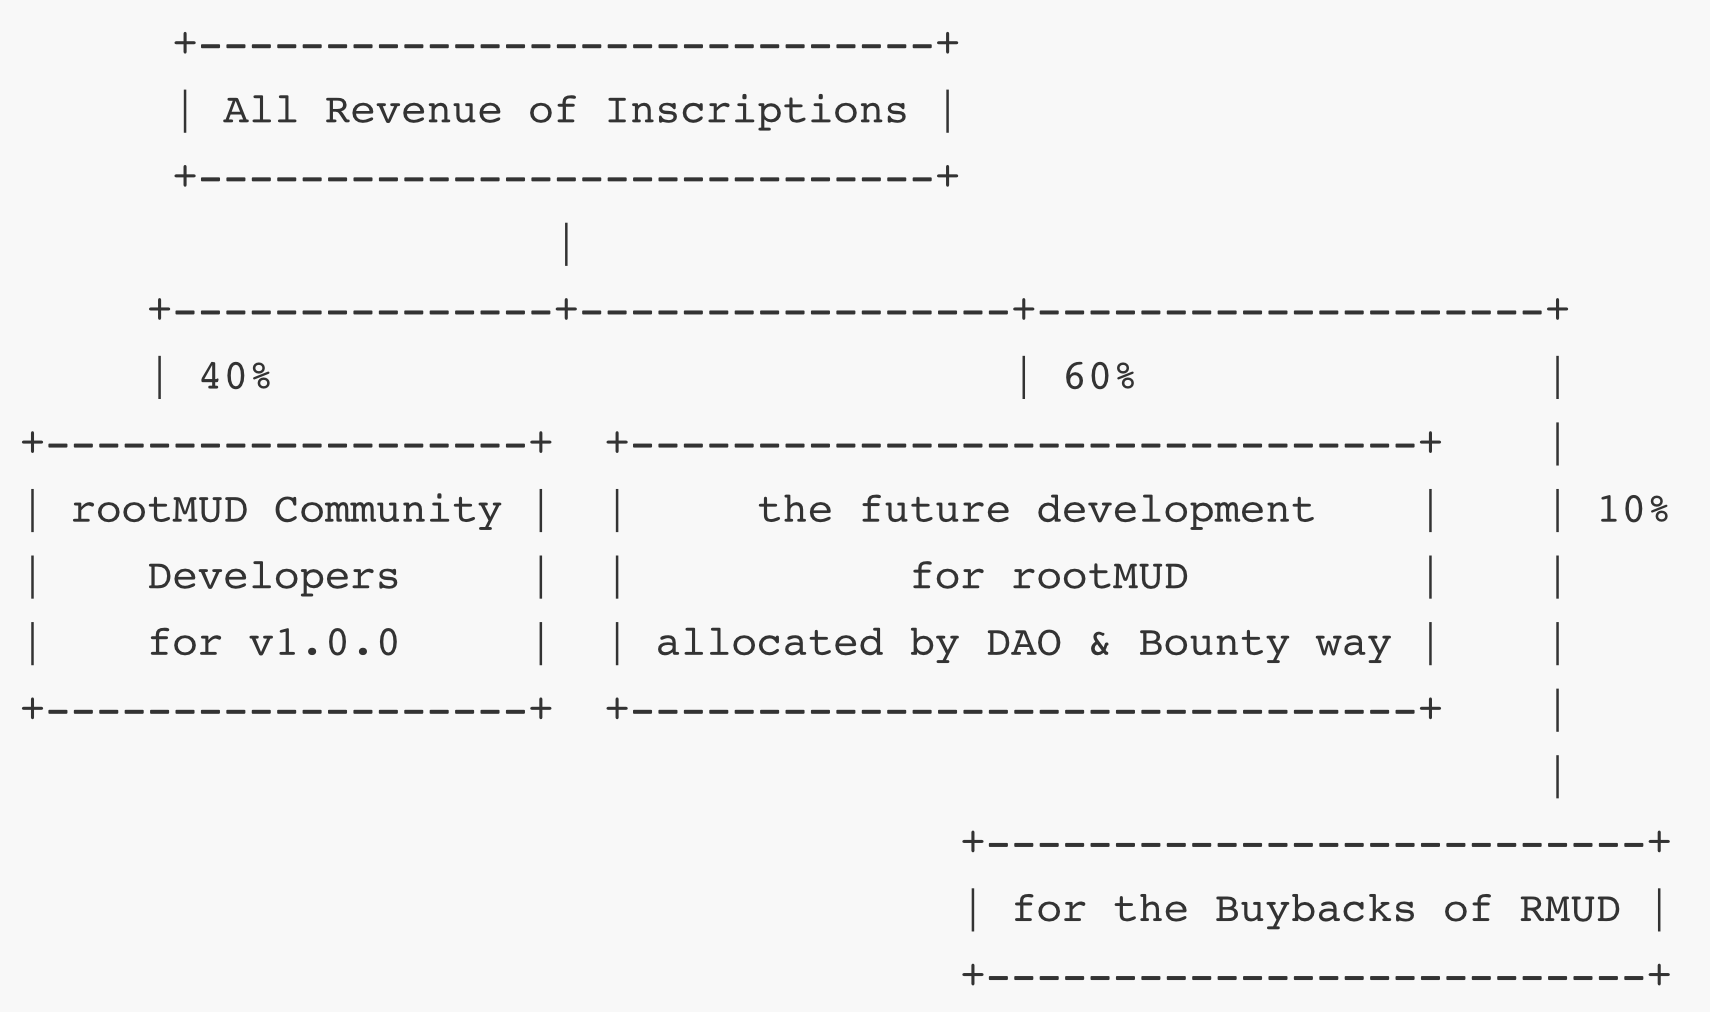 All Revenue of Inscriptions
40% 60%
rootMUD Community the future development 10%
Developers for rootMUD
for v1.0.0 allocated by DAO & Bounty way
for the Buybacks of RMUD